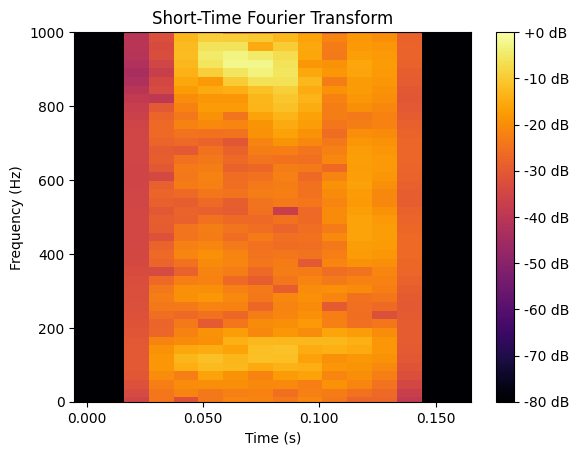 Short-Time Fourier Transform
Frequency (Hz)
1000
800
600
400
200
0
0.000 0.050 0.100 0.150
Time (s)
+0 dB
-10 dB
-20 dB
-30 dB
-40 dB
-50 dB
-60 dB
-70 dB
-80 dB